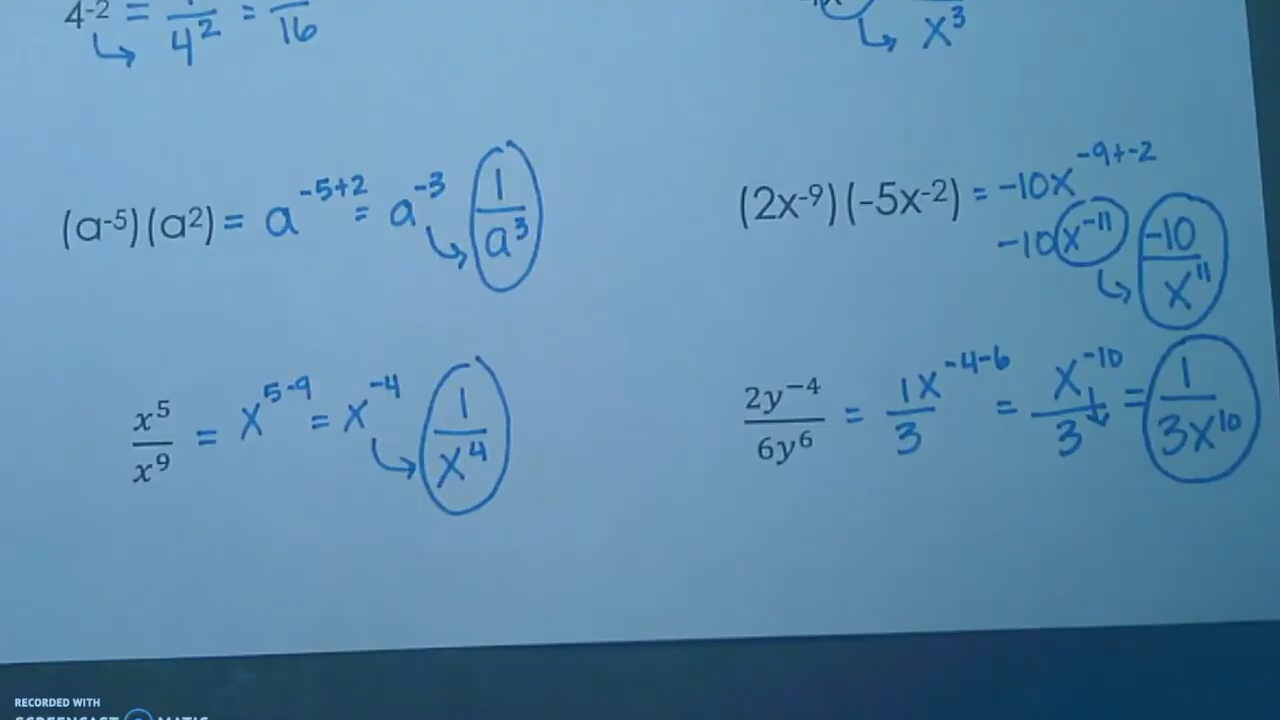 4⁻² = 1/4² = /16
x³
(a⁻⁵)(a²) = a⁻⁵⁺² = a⁻³ 1/a³
(2x⁻⁹)(-5x⁻²) = -10x⁻⁹⁺⁻²
-10x⁻¹¹ -10/x¹¹
x⁵/x⁹ = x⁵⁻⁹ = x⁻⁴ 1/x⁴
2y⁻⁴/6y⁶ = 1x⁻⁴⁻⁶/3 = x⁻¹⁰/3 = 1/3x¹⁰
RECORDED WITH
SCREENCAST MATIC